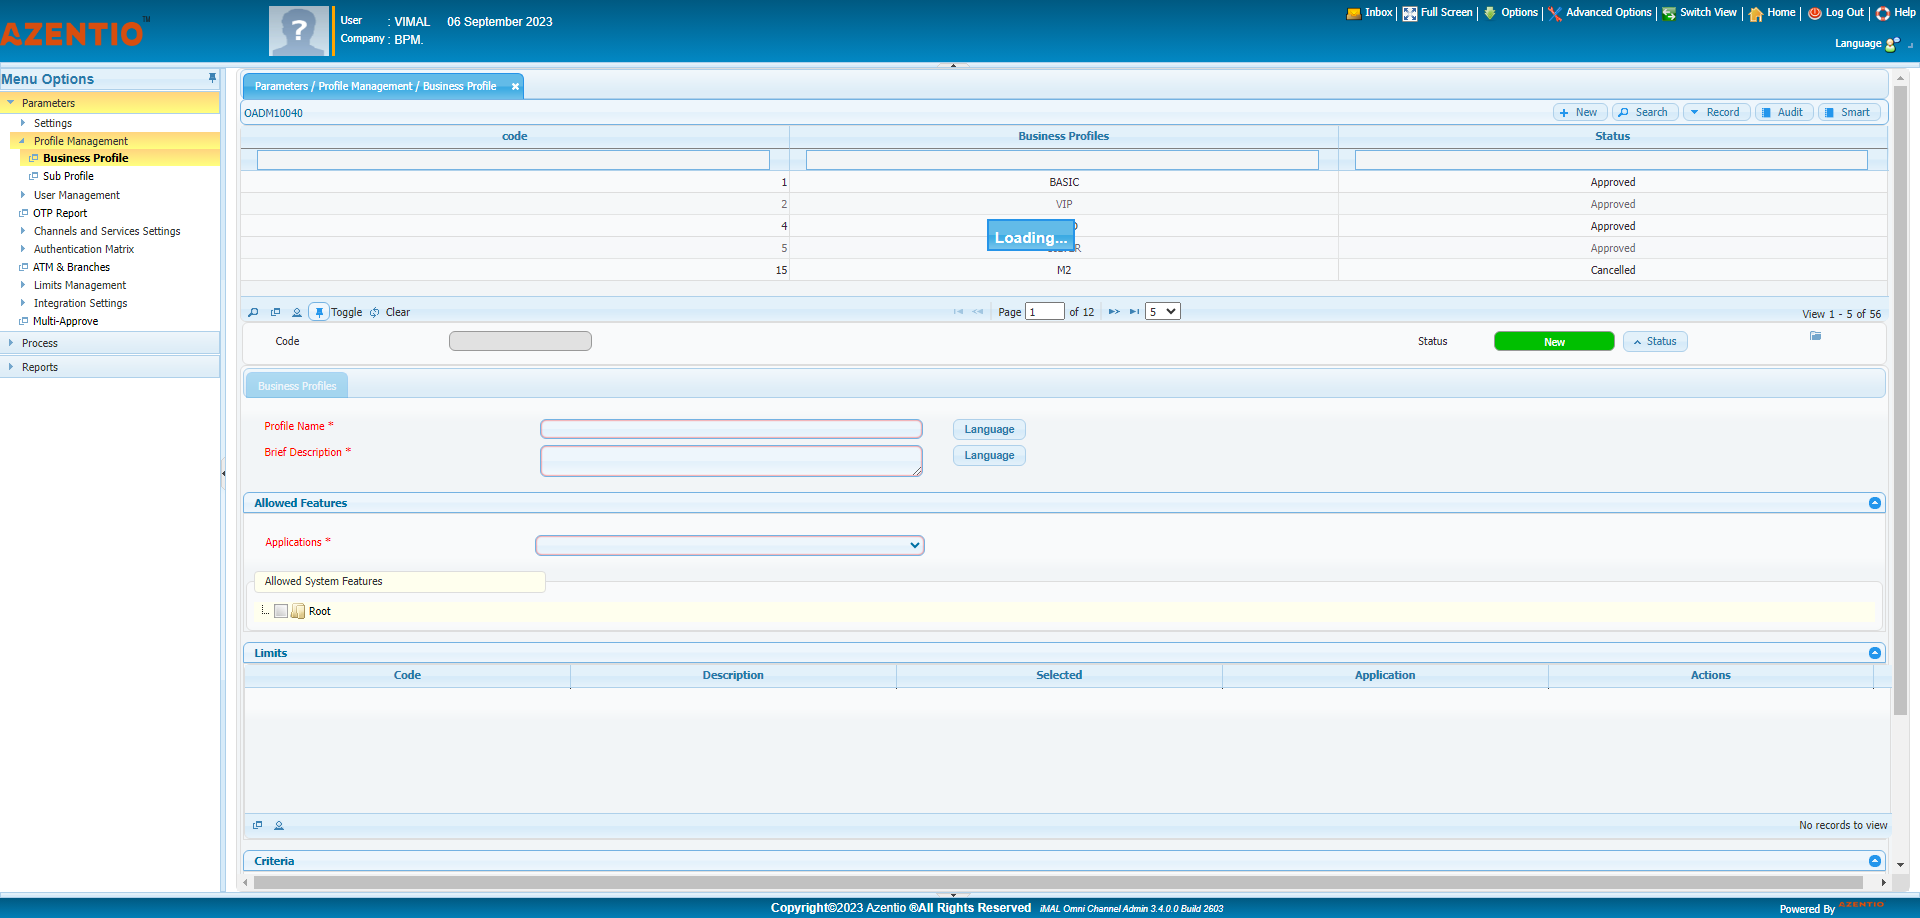 AZENTIO™
User : VIMAL 06 September 2023
Company : BPM.
Inbox Full Screen Options Advanced Options Switch View Home Log Out Help
Language
Menu Options
Parameters
Settings
Profile Management
Business Profile
Sub Profile
User Management
OTP Report
Channels and Services Settings
Authentication Matrix
ATM & Branches
Limits Management
Integration Settings
Multi-Approve
Process
Reports
Parameters / Profile Management / Business Profile
OADM10040
New Search Record Audit Smart
code Business Profiles Status
1 BASIC Approved
2 VIP Approved
4 Approved
5 Approved
Loading...
15 M2 Cancelled
Toggle Clear
Page 1 of 12 5
View 1 - 5 of 56
Code
Status New Status
Business Profiles
Profile Name * Language
Brief Description * Language
Allowed Features
Applications *
Allowed System Features
Root
Limits
Code Description Selected Application Actions
No records to view
Criteria
Copyright©2023 Azentio ®All Rights Reserved iMAL Omni Channel Admin 3.4.0.0 Build 2603
Powered By AZENTIO